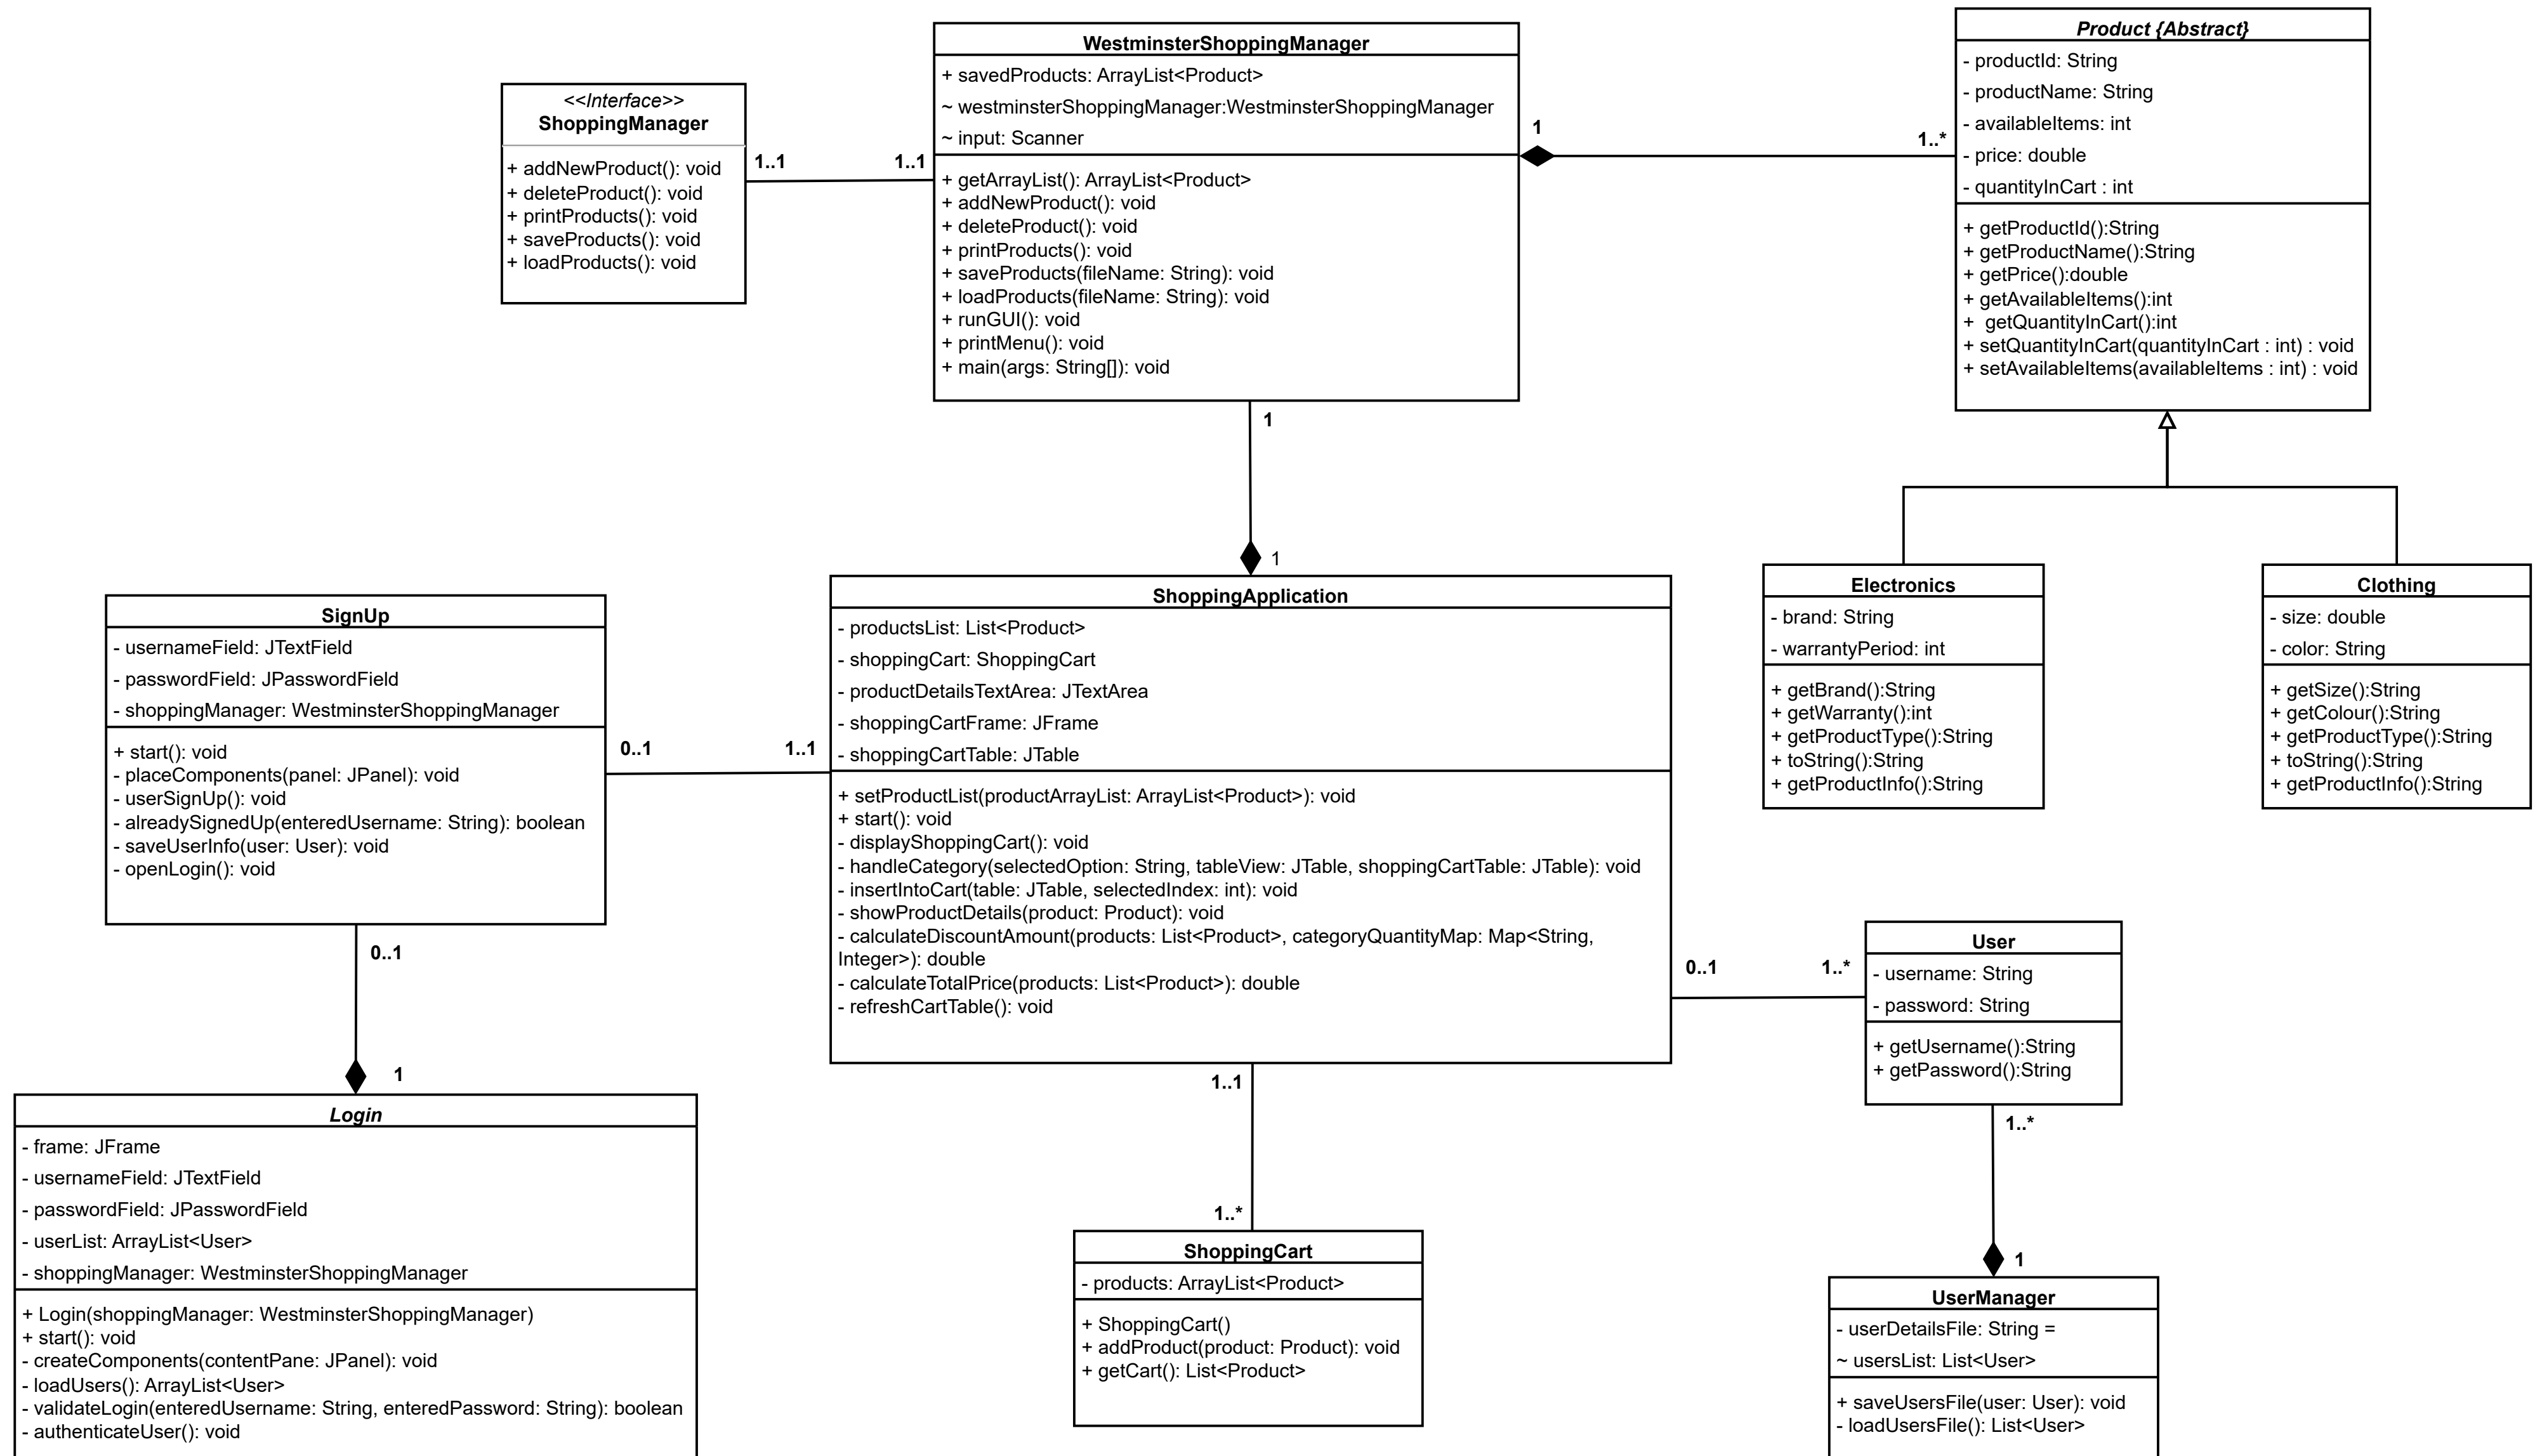 WestminsterShoppingManager
+ savedProducts: ArrayList<Product>
~ westminsterShoppingManager:WestminsterShoppingManager
~ input: Scanner
+ getArrayList(): ArrayList<Product>
+ addNewProduct(): void
+ deleteProduct(): void
+ printProducts(): void
+ saveProducts(fileName: String): void
+ loadProducts(fileName: String): void
+ runGUI(): void
+ printMenu(): void
+ main(args: String[]): void
<<Interface>>
ShoppingManager
+ addNewProduct(): void
+ deleteProduct(): void
+ printProducts(): void
+ saveProducts(): void
+ loadProducts(): void
1..1
1..1
1
1..*
Product {Abstract}
- productId: String
- productName: String
- availableItems: int
- price: double
- quantityInCart : int
+ getProductId():String
+ getProductName():String
+ getPrice():double
+ getAvailableItems():int
+  getQuantityInCart():int
+ setQuantityInCart(quantityInCart : int) : void
+ setAvailableItems(availableItems : int) : void
1
1
Electronics
- brand: String
- warrantyPeriod: int
+ getBrand():String
+ getWarranty():int
+ getProductType():String
+ toString():String
+ getProductInfo():String
Clothing
- size: double
- color: String
+ getSize():String
+ getColour():String
+ getProductType():String
+ toString():String
+ getProductInfo():String
SignUp
- usernameField: JTextField
- passwordField: JPasswordField
- shoppingManager: WestminsterShoppingManager
+ start(): void
- placeComponents(panel: JPanel): void
- userSignUp(): void
- alreadySignedUp(enteredUsername: String): boolean
- saveUserInfo(user: User): void
- openLogin(): void
0..1
1..1
ShoppingApplication
- productsList: List<Product>
- shoppingCart: ShoppingCart
- productDetailsTextArea: JTextArea
- shoppingCartFrame: JFrame
- shoppingCartTable: JTable
+ setProductList(productArrayList: ArrayList<Product>): void
+ start(): void
- displayShoppingCart(): void
- handleCategory(selectedOption: String, tableView: JTable, shoppingCartTable: JTable): void
- insertIntoCart(table: JTable, selectedIndex: int): void
- showProductDetails(product: Product): void
- calculateDiscountAmount(products: List<Product>, categoryQuantityMap: Map<String,
Integer>): double
- calculateTotalPrice(products: List<Product>): double
- refreshCartTable(): void
0..1
1..*
User
- username: String
- password: String
+ getUsername():String
+ getPassword():String
0..1
1
Login
- frame: JFrame
- usernameField: JTextField
- passwordField: JPasswordField
- userList: ArrayList<User>
- shoppingManager: WestminsterShoppingManager
+ Login(shoppingManager: WestminsterShoppingManager)
+ start(): void
- createComponents(contentPane: JPanel): void
- loadUsers(): ArrayList<User>
- validateLogin(enteredUsername: String, enteredPassword: String): boolean
- authenticateUser(): void
1..1
1..*
ShoppingCart
- products: ArrayList<Product>
+ ShoppingCart()
+ addProduct(product: Product): void
+ getCart(): List<Product>
1..*
1
UserManager
- userDetailsFile: String =
~ usersList: List<User>
+ saveUsersFile(user: User): void
- loadUsersFile(): List<User>